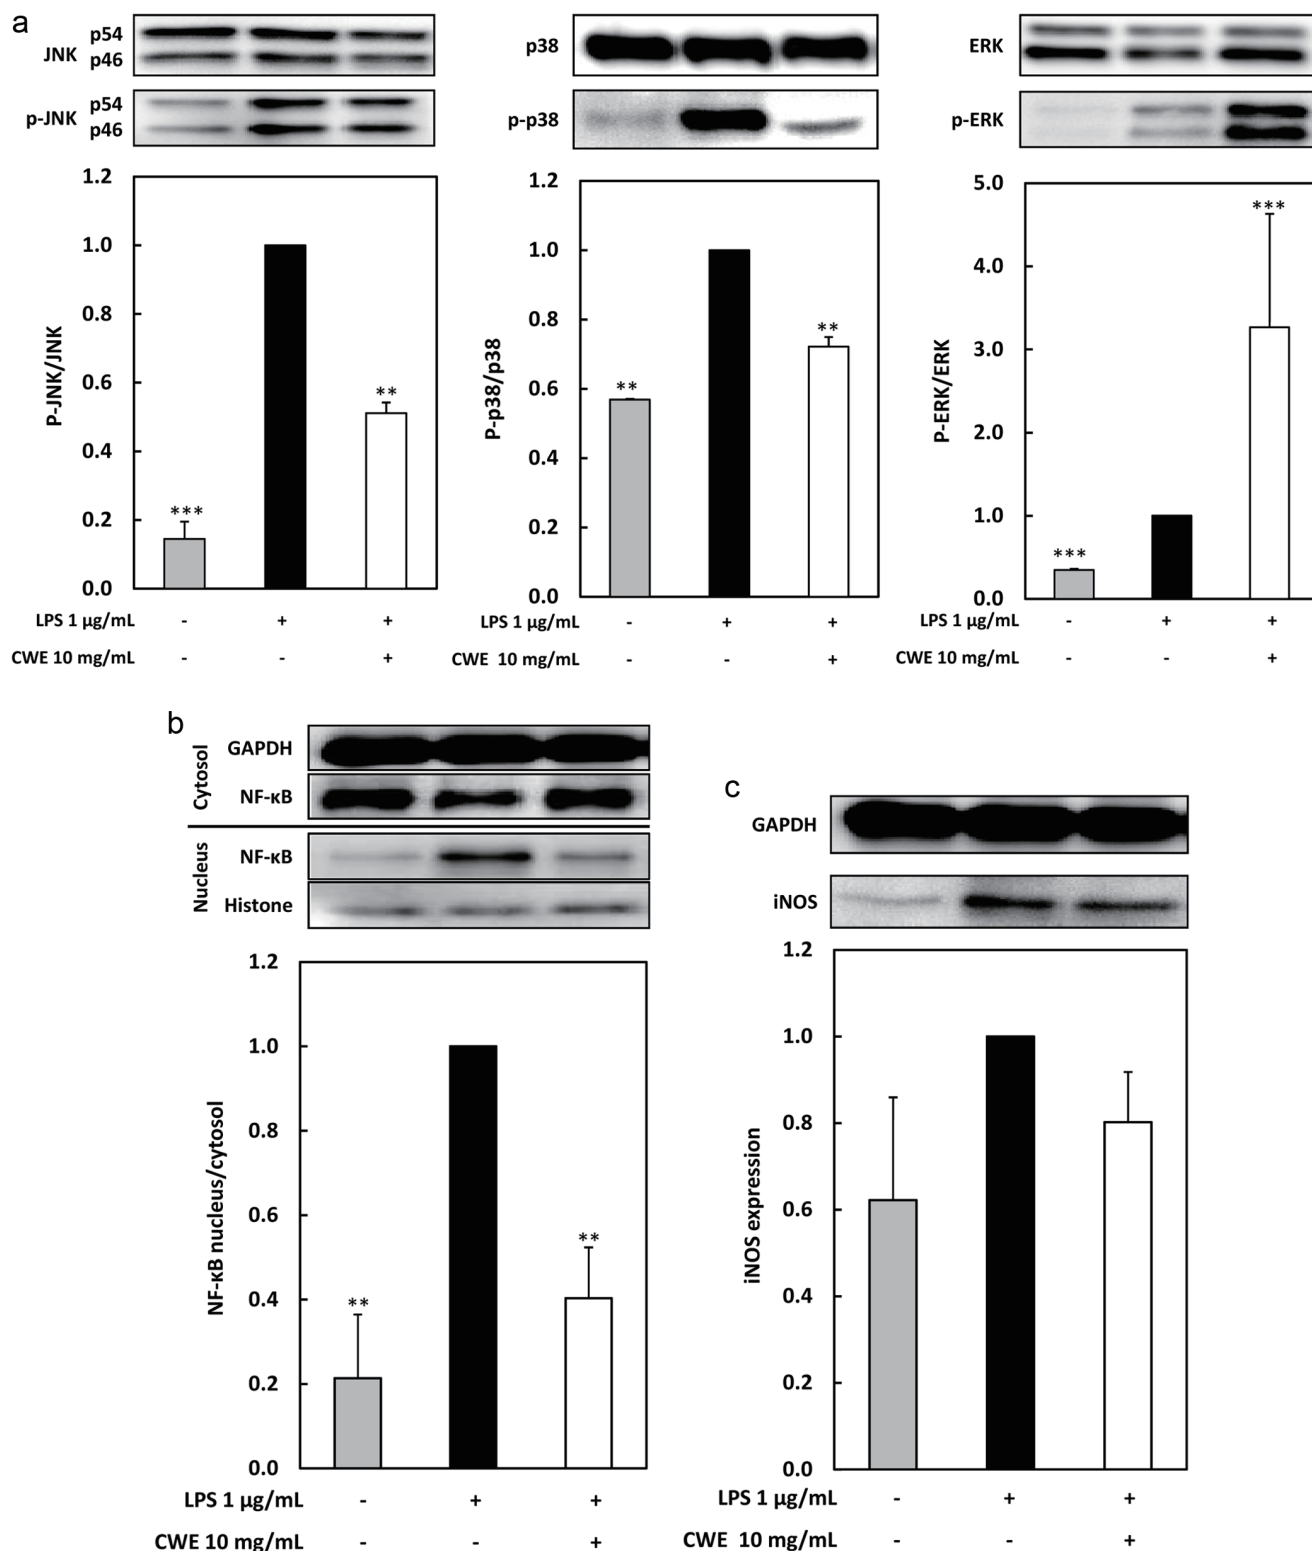 a
JNK p54
p46
p-JNK p54
p46
1.2
1.0
0.8
0.6
0.4
0.2
0.0
P-JNK/JNK
***
**
LPS 1 µg/mL - + +
CWE 10 mg/mL - - +
p38
p-p38
1.2
1.0
0.8
0.6
0.4
0.2
0.0
P-p38/p38
**
**
LPS 1 µg/mL - + +
CWE 10 mg/mL - - +
ERK
p-ERK
5.0
4.0
3.0
2.0
1.0
0.0
P-ERK/ERK
***
***
LPS 1 µg/mL - + +
CWE 10 mg/mL - - +
b
Cytosol
GAPDH
NF-κB
Nucleus
NF-κB
Histone
1.2
1.0
0.8
0.6
0.4
0.2
0.0
NF-κB nucleus/cytosol
**
**
LPS 1 µg/mL - + +
CWE 10 mg/mL - - +
c
GAPDH
iNOS
1.2
1.0
0.8
0.6
0.4
0.2
0.0
iNOS expression
LPS 1 µg/mL - + +
CWE 10 mg/mL - - +